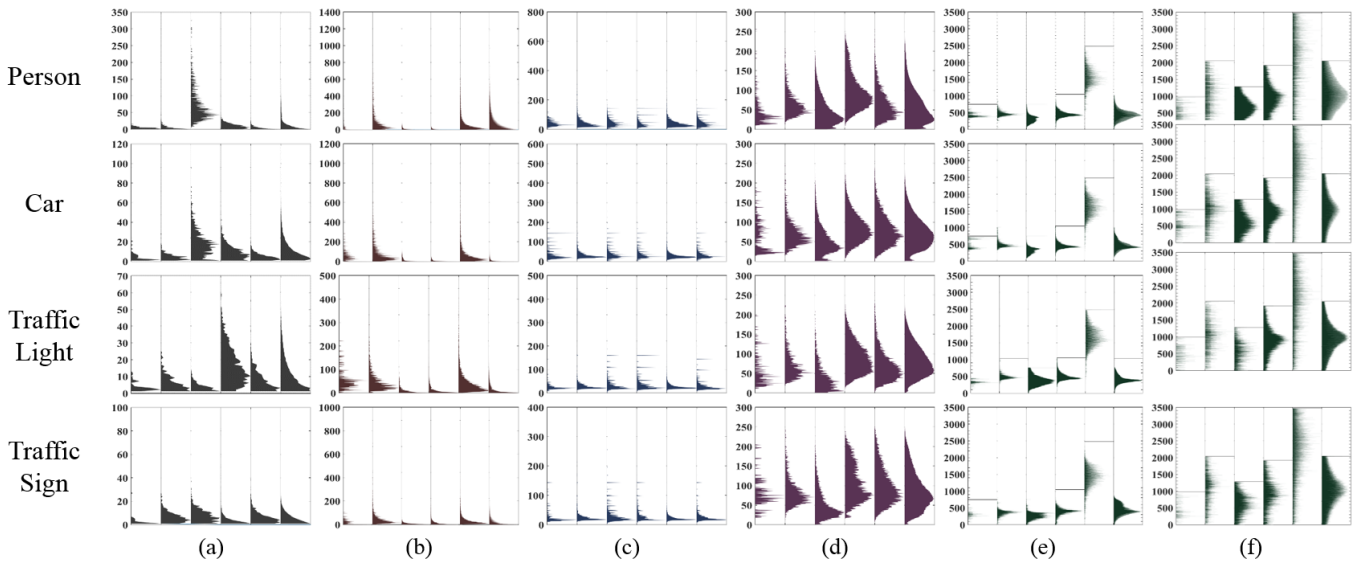 350 300 250 200 150 100 50 0
1400 1200 1000 800 600 400 200 0
800 600 400 200 0
300 250 200 150 100 50 0
3500 3000 2500 2000 1500 1000 500 0
3500 3000 2500 2000 1500 1000 500
Person
120 100 80 60 40 20 0
1200 1000 800 600 400 200 0
600 500 400 300 200 100 0
300 250 200 150 100 50 0
3500 3000 2500 2000 1500 1000 500 0
3500 3000 2500 2000 1500 1000 500 0
Car
70 60 50 40 30 20 10 0
500 400 300 200 100 0
500 400 300 200 100 0
300 250 200 150 100 50 0
3500 3000 2500 2000 1500 1000 500 0
3500 3000 2500 2000 1500 1000 500 0
Traffic
Light
100 80 60 40 20 0
1000 800 600 400 200 0
400 300 200 100 0
300 250 200 150 100 50 0
3500 3000 2500 2000 1500 1000 500 0
3500 3000 2500 2000 1500 1000 500 0
Traffic
Sign
(a) (b) (c) (d) (e) (f)